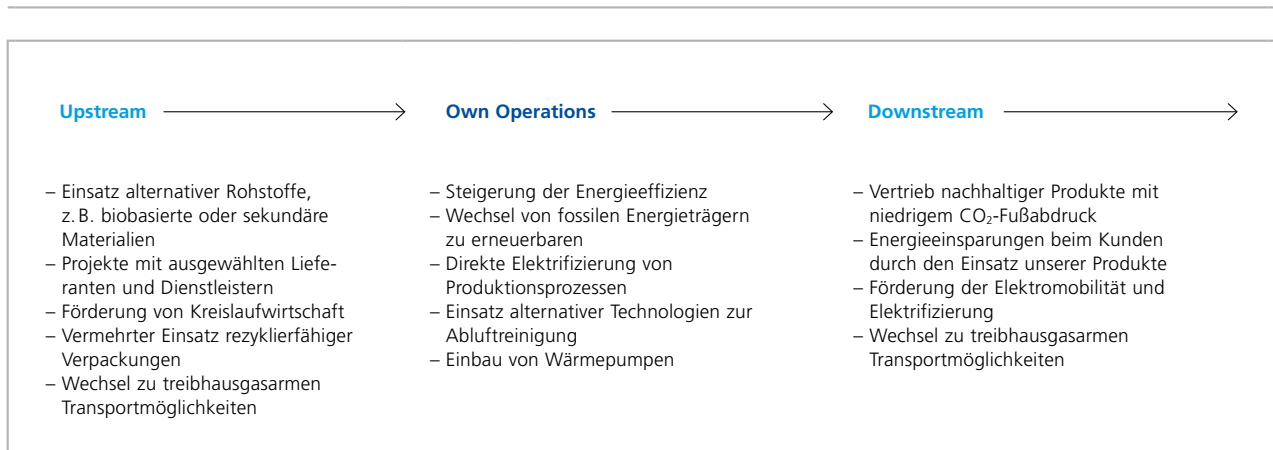 Upstream
– Einsatz alternativer Rohstoffe,
z. B. biobasierte oder sekundäre
Materialien
– Projekte mit ausgewählten Liefe-
ranten und Dienstleistern
– Förderung von Kreislaufwirtschaft
– Vermehrter Einsatz rezyklierfähiger
Verpackungen
– Wechsel zu treibhausgasarmen
Transportmöglichkeiten
Own Operations
– Steigerung der Energieeffizienz
– Wechsel von fossilen Energieträgern
zu erneuerbaren
– Direkte Elektrifizierung von
Produktionsprozessen
– Einsatz alternativer Technologien zur
Abluftreinigung
– Einbau von Wärmepumpen
Downstream
– Vertrieb nachhaltiger Produkte mit
niedrigem CO₂-Fußabdruck
– Energieeinsparungen beim Kunden
durch den Einsatz unserer Produkte
– Förderung der Elektromobilität und
Elektrifizierung
– Wechsel zu treibhausgasarmen
Transportmöglichkeiten